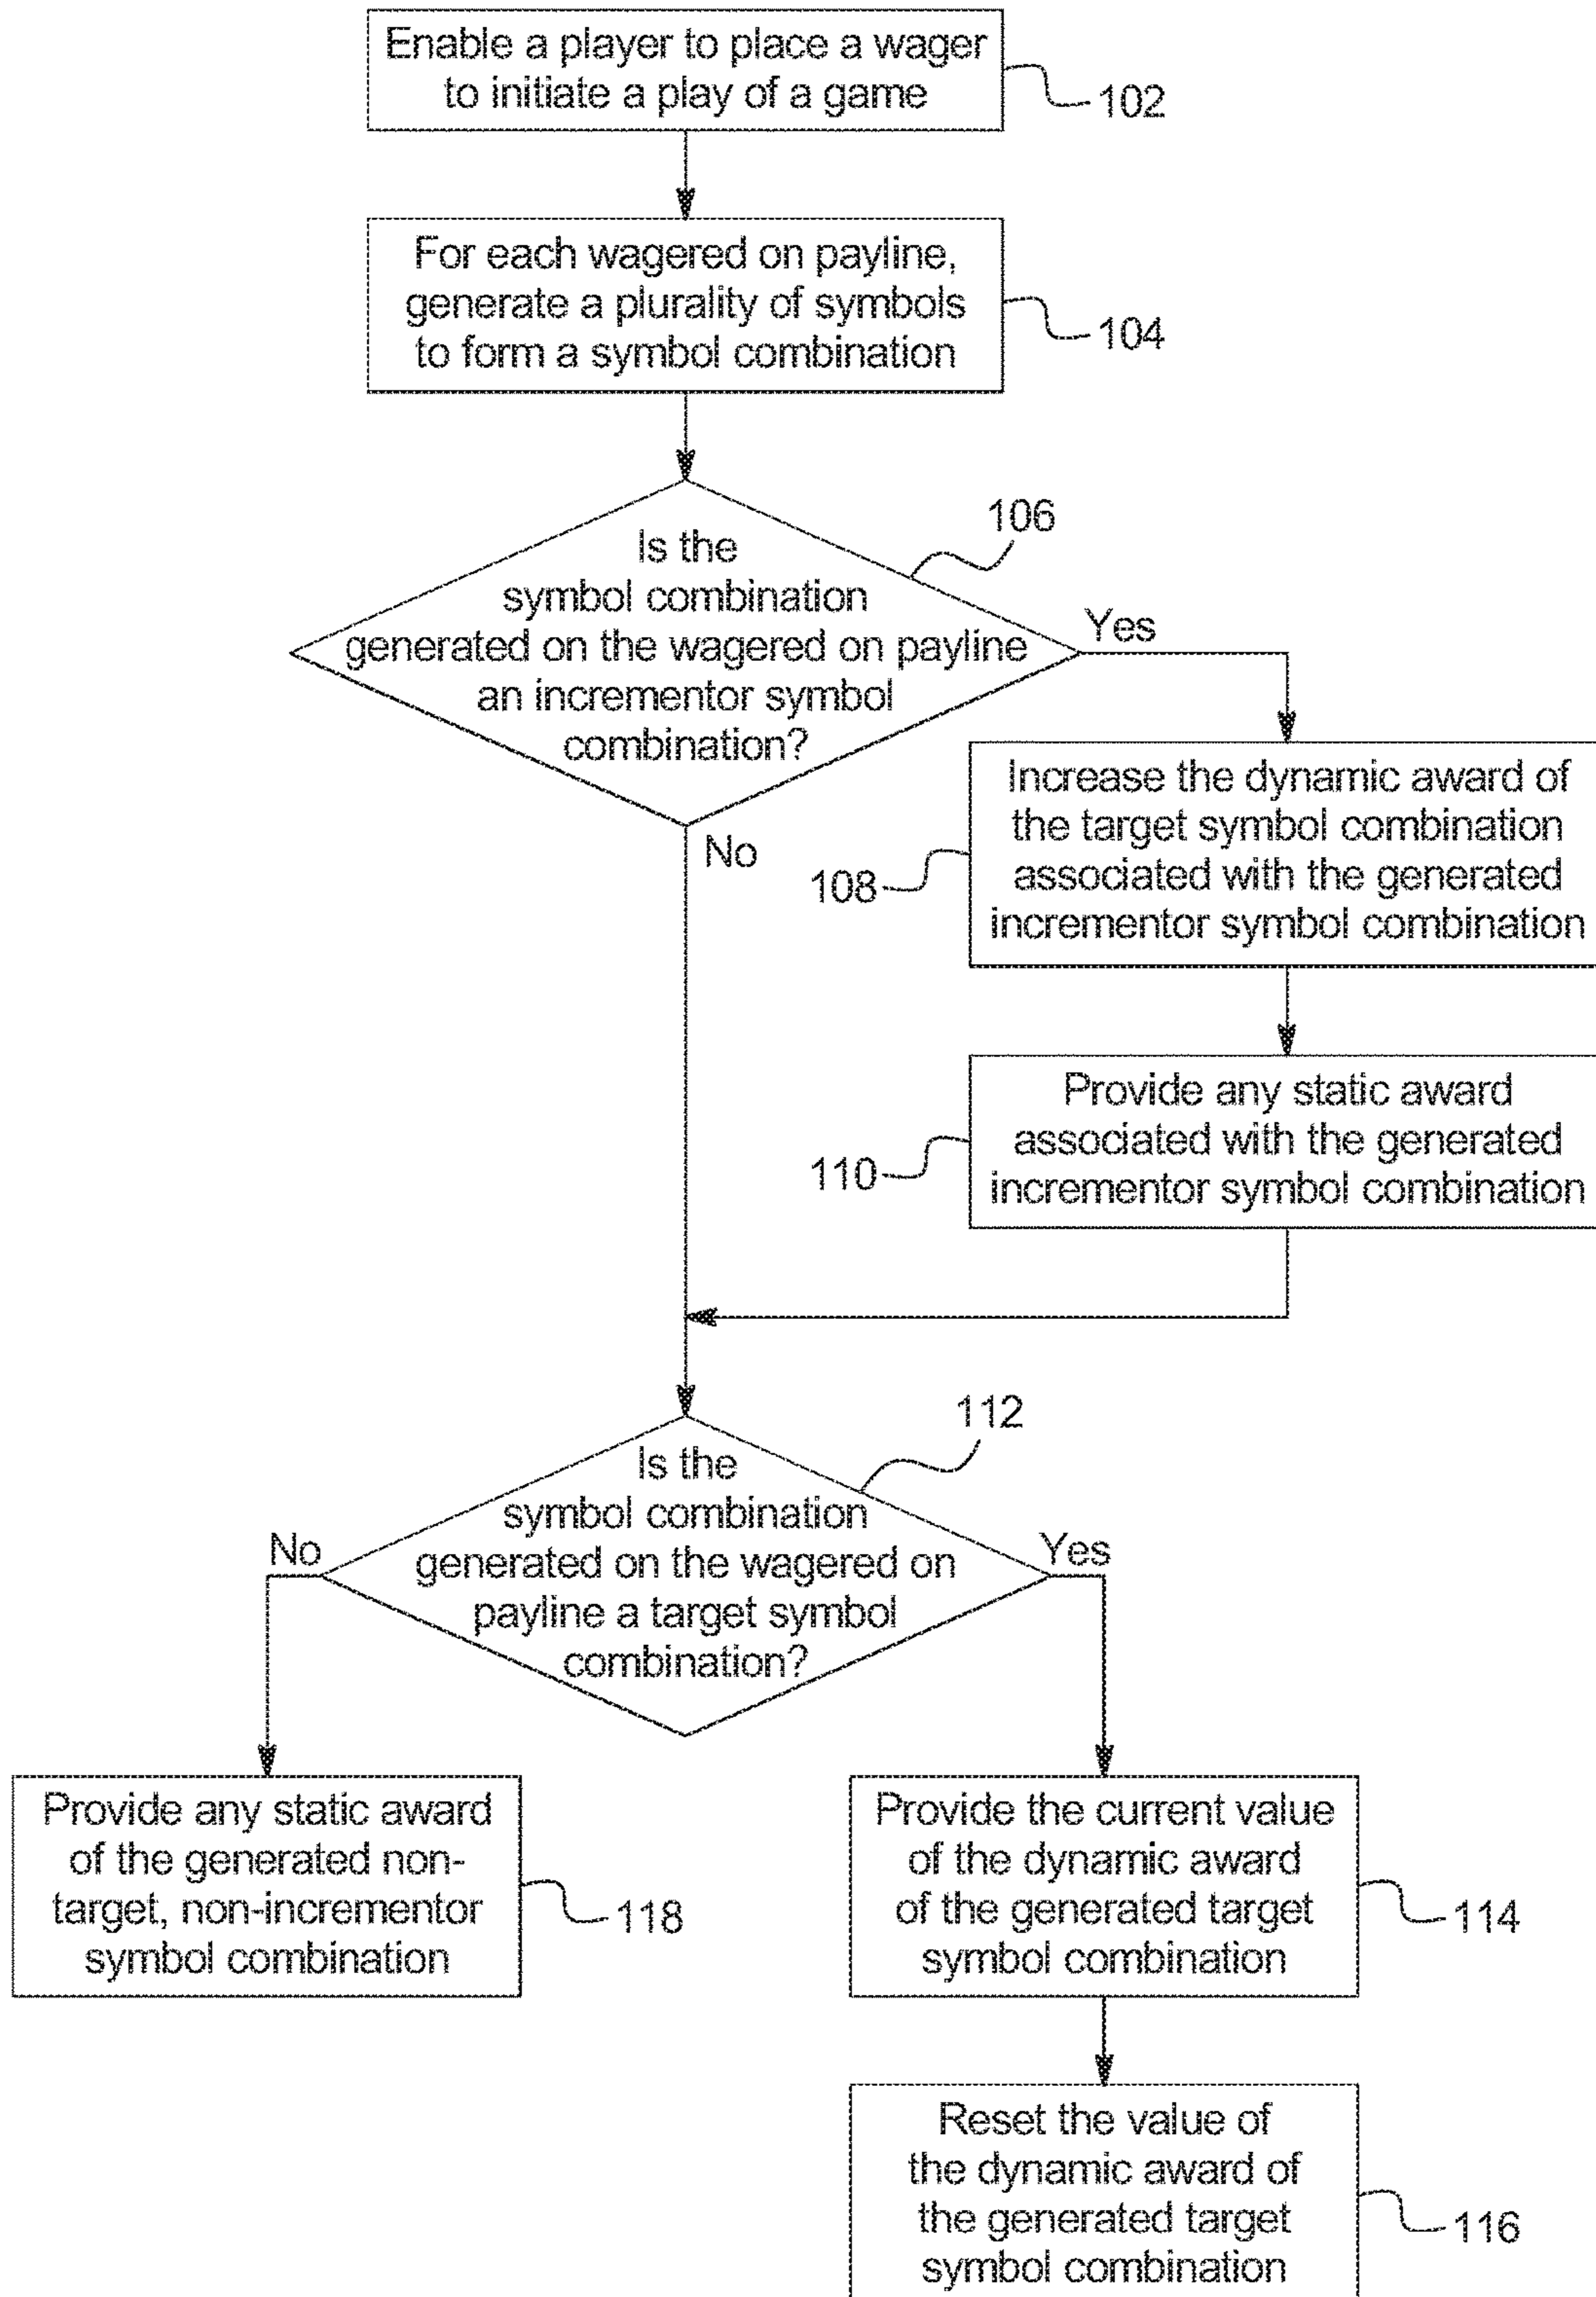 Enable a player to place a wager
to initiate a play of a game
102
For each wagered on payline,
generate a plurality of symbols
to form a symbol combination
104
106
Is the
symbol combination
generated on the wagered on payline
an incrementor symbol
combination?
Yes
No
Increase the dynamic award of
the target symbol combination
associated with the generated
incrementor symbol combination
108
Provide any static award
associated with the generated
incrementor symbol combination
110
112
Is the
symbol combination
generated on the wagered on
payline a target symbol
combination?
No
Yes
Provide any static award
of the generated non-
target, non-incrementor
symbol combination
118
Provide the current value
of the dynamic award
of the generated target
symbol combination
114
Reset the value of
the dynamic award of
the generated target
symbol combination
116